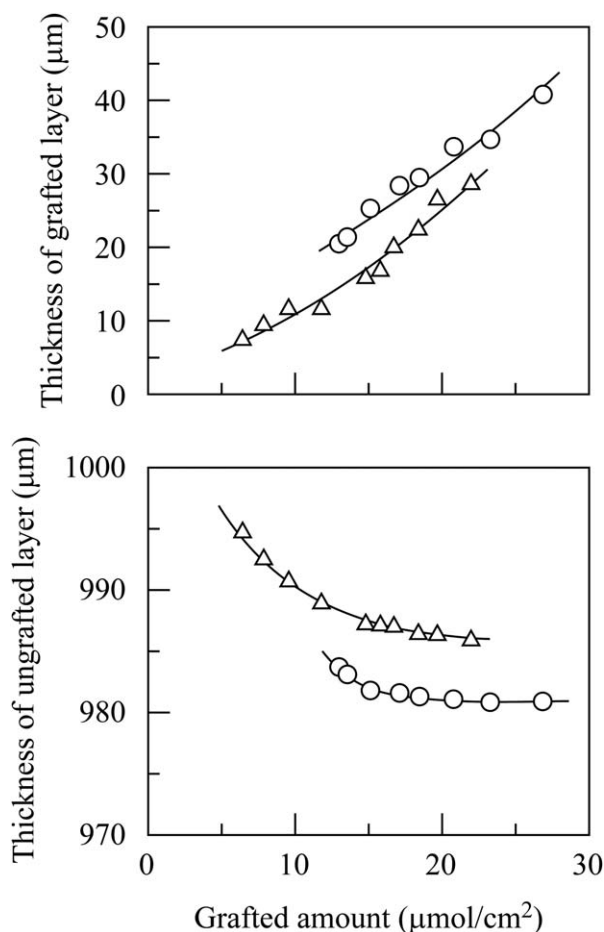 Thickness of grafted layer (μm)
50
40
30
20
10
0
Thickness of ungrafted layer (μm)
1000
990
980
970
0 10 20 30
Grafted amount (μmol/cm²)